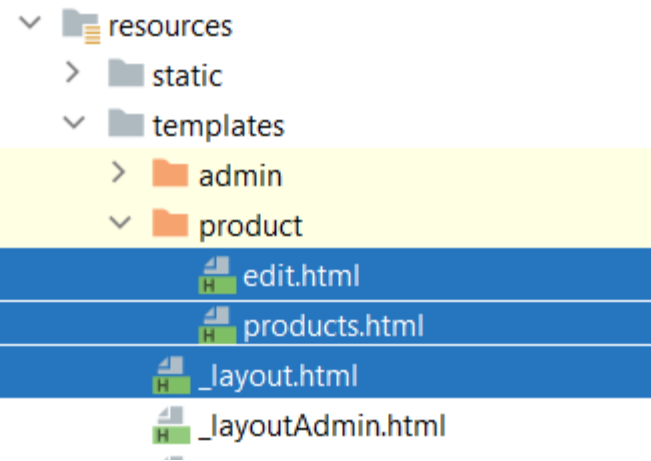 resources
static
templates
admin
product
H edit.html
H products.html
H _layout.html
H _layoutAdmin.html